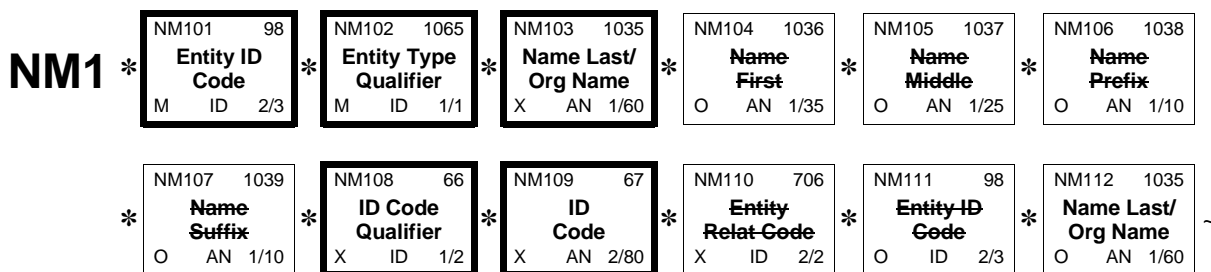 NM101 98 NM102 1065 NM103 1035 NM104 1036 NM105 1037 NM106 1038
NM1 * Entity ID Code * Entity Type Qualifier * Name Last/ Org Name * Name First * Name Middle * Name Prefix
M ID 2/3 M ID 1/1 X AN 1/60 O AN 1/35 O AN 1/25 O AN 1/10
NM107 1039 NM108 66 NM109 67 NM110 706 NM111 98 NM112 1035
* Name Suffix * ID Code Qualifier * ID Code * Entity Relat Code * Entity ID Code * Name Last/ Org Name ~
O AN 1/10 X ID 1/2 X AN 2/80 X ID 2/2 O ID 2/3 O AN 1/60